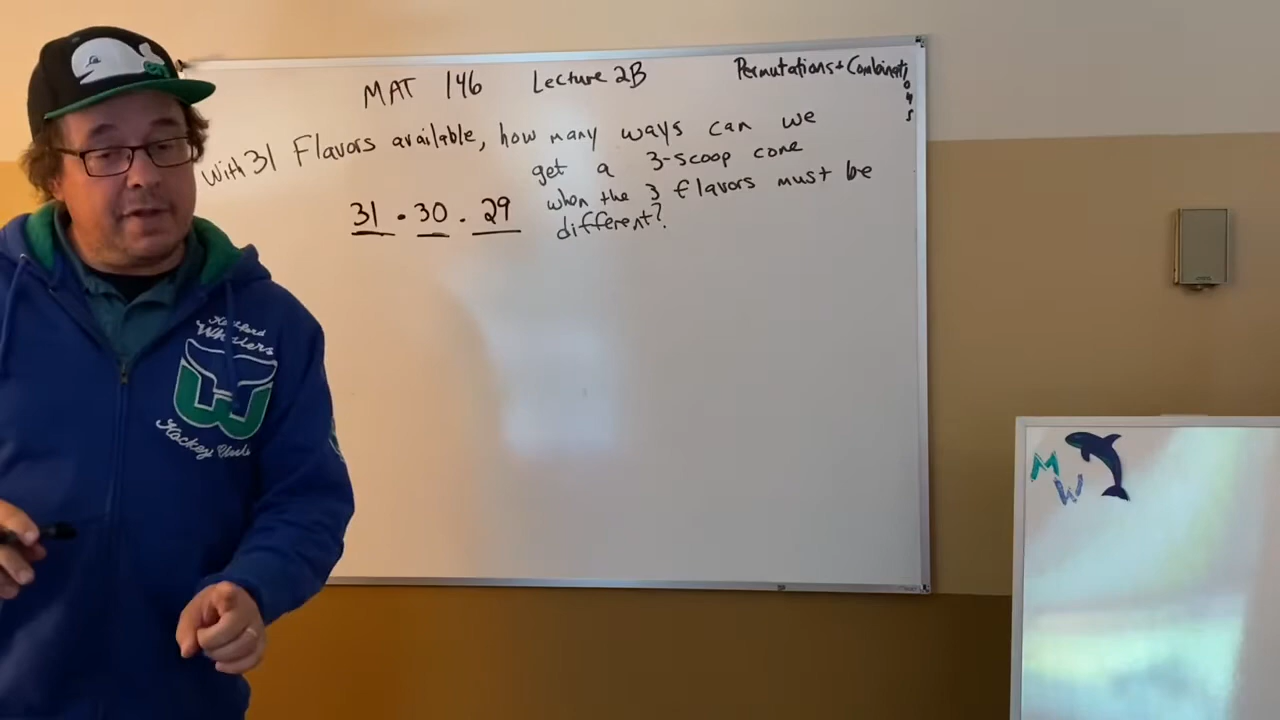 MAT 146 Lecture 2B Permutations + Combinations
With 31 Flavors available, how many ways can we
get a 3-scoop cone
when the 3 flavors must be
different?
31 · 30 · 29
Hartford
Whalers
W
Hockey Club
M
W